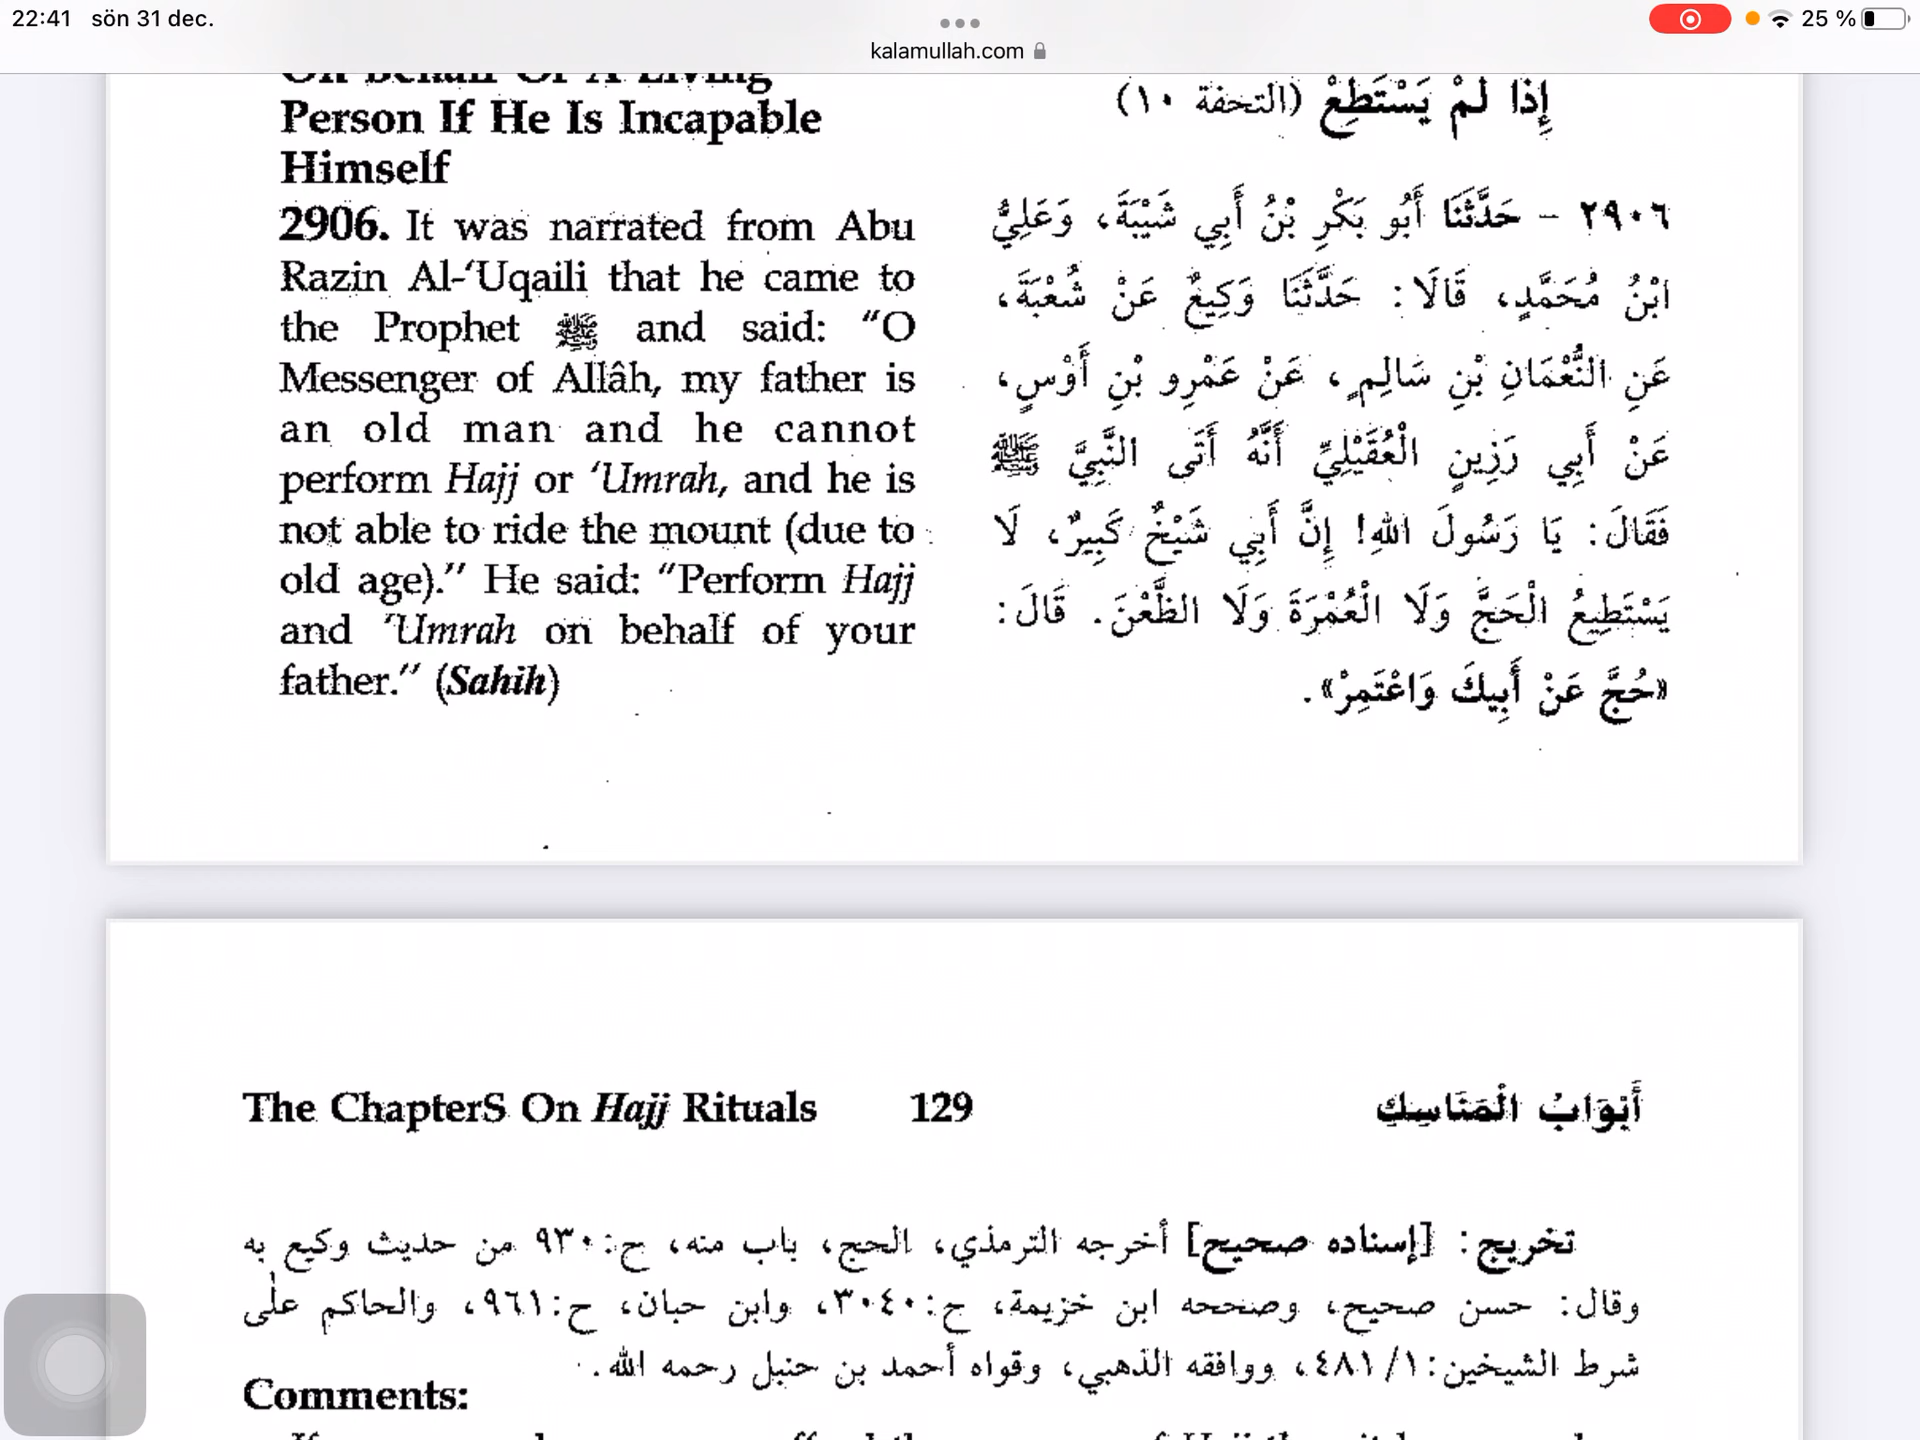 22:41 sön 31 dec.
25 %
kalamullah.com
On Behalf Of A Living
Person If He Is Incapable
Himself
2906. It was narrated from Abu
Razin Al-‘Uqaili that he came to
the Prophet ﷺ and said: “O
Messenger of Allâh, my father is
an old man and he cannot
perform Hajj or ‘Umrah, and he is
not able to ride the mount (due to
old age).” He said: “Perform Hajj
and ‘Umrah on behalf of your
father.” (Sahih)
إِذَا لَمْ يَسْتَطِعْ (التحفة ١٠)
٢٩٠٦ - حَدَّثَنَا أَبُو بَكْرِ بْنُ أَبِي شَيْبَةَ، وَعَلِيُّ
ابْنُ مُحَمَّدٍ، قَالَا: حَدَّثَنَا وَكِيعٌ عَنْ شُعْبَةَ،
عَنِ النُّعْمَانِ بْنِ سَالِمٍ، عَنْ عَمْرِو بْنِ أَوْسٍ،
عَنْ أَبِي رَزِينٍ الْعُقَيْلِيِّ أَنَّهُ أَتَى النَّبِيَّ ﷺ
فَقَالَ: يَا رَسُولَ اللهِ! إِنَّ أَبِي شَيْخٌ كَبِيرٌ، لَا
يَسْتَطِيعُ الْحَجَّ وَلَا الْعُمْرَةَ وَلَا الظَّعْنَ. قَالَ:
«حُجَّ عَنْ أَبِيكَ وَاعْتَمِرْ».
The ChapterS On Hajj Rituals 129 أَبْوَابُ الْمَنَاسِكِ
تخريج: [إسناده صحيح] أخرجه الترمذي، الحج، باب منه، ح:٩٣٠ من حديث وكيع به
وقال: حسن صحيح، وصححه ابن خزيمة، ح:٣٠٤٠، وابن حبان، ح:٩٦١، والحاكم علٰى
شرط الشيخين:١/ ٤٨١، ووافقه الذهبي، وقواه أحمد بن حنبل رحمه الله.
Comments: